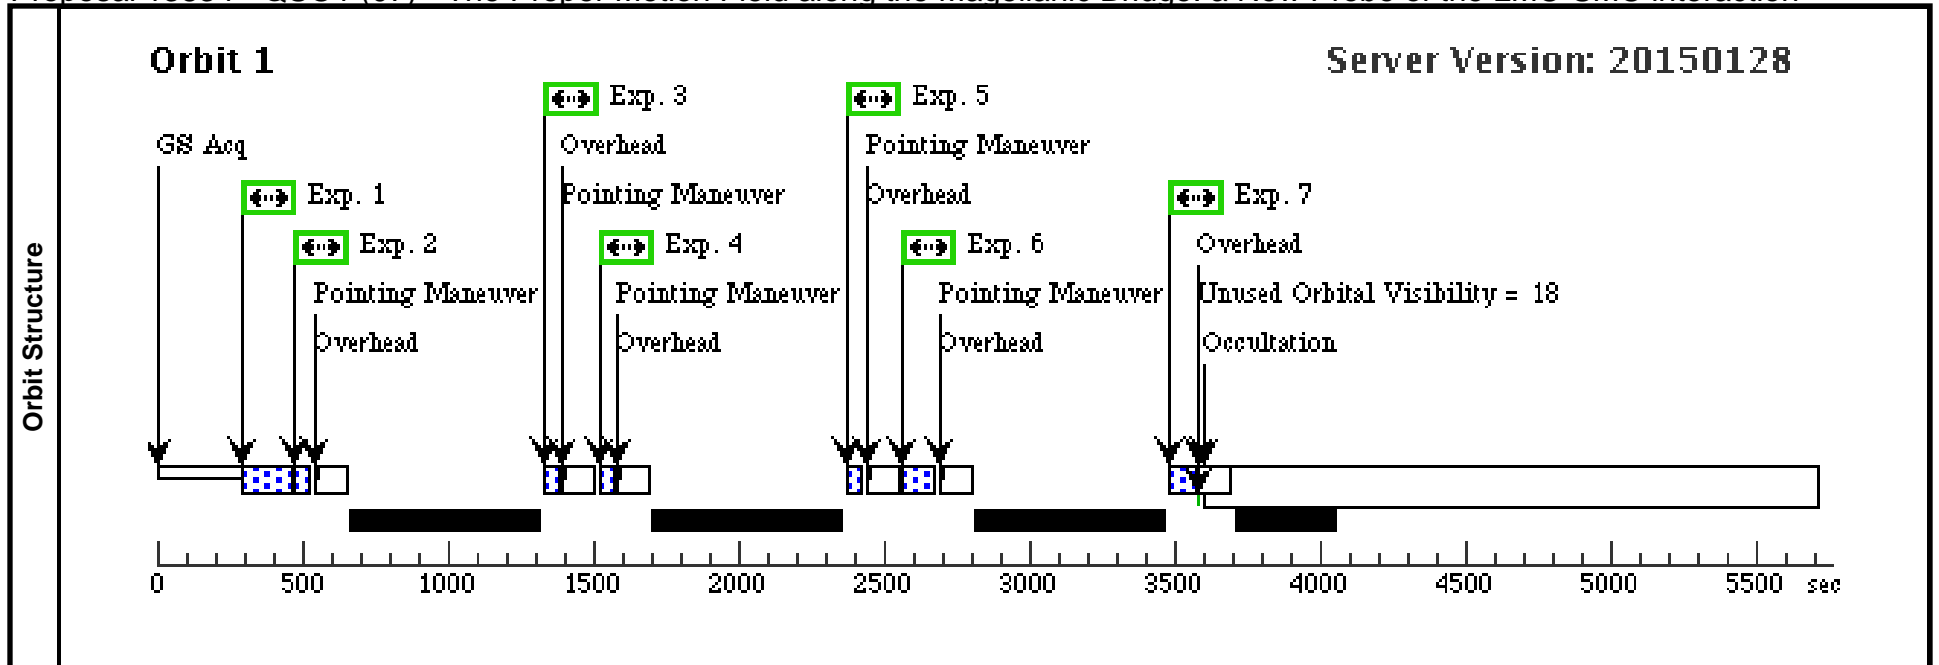 Orbit 1
Server Version: 20150128
Exp. 3
Exp. 5
GS Acq
Overhead
Pointing Maneuver
Exp. 1
Pointing Maneuver
Overhead
Exp. 7
Exp. 2
Exp. 4
Exp. 6
Overhead
Pointing Maneuver
Pointing Maneuver
Pointing Maneuver
Unused Orbital Visibility = 18
Overhead
Overhead
Overhead
Occultation
Orbit Structure
0 500 1000 1500 2000 2500 3000 3500 4000 4500 5000 5500 sec